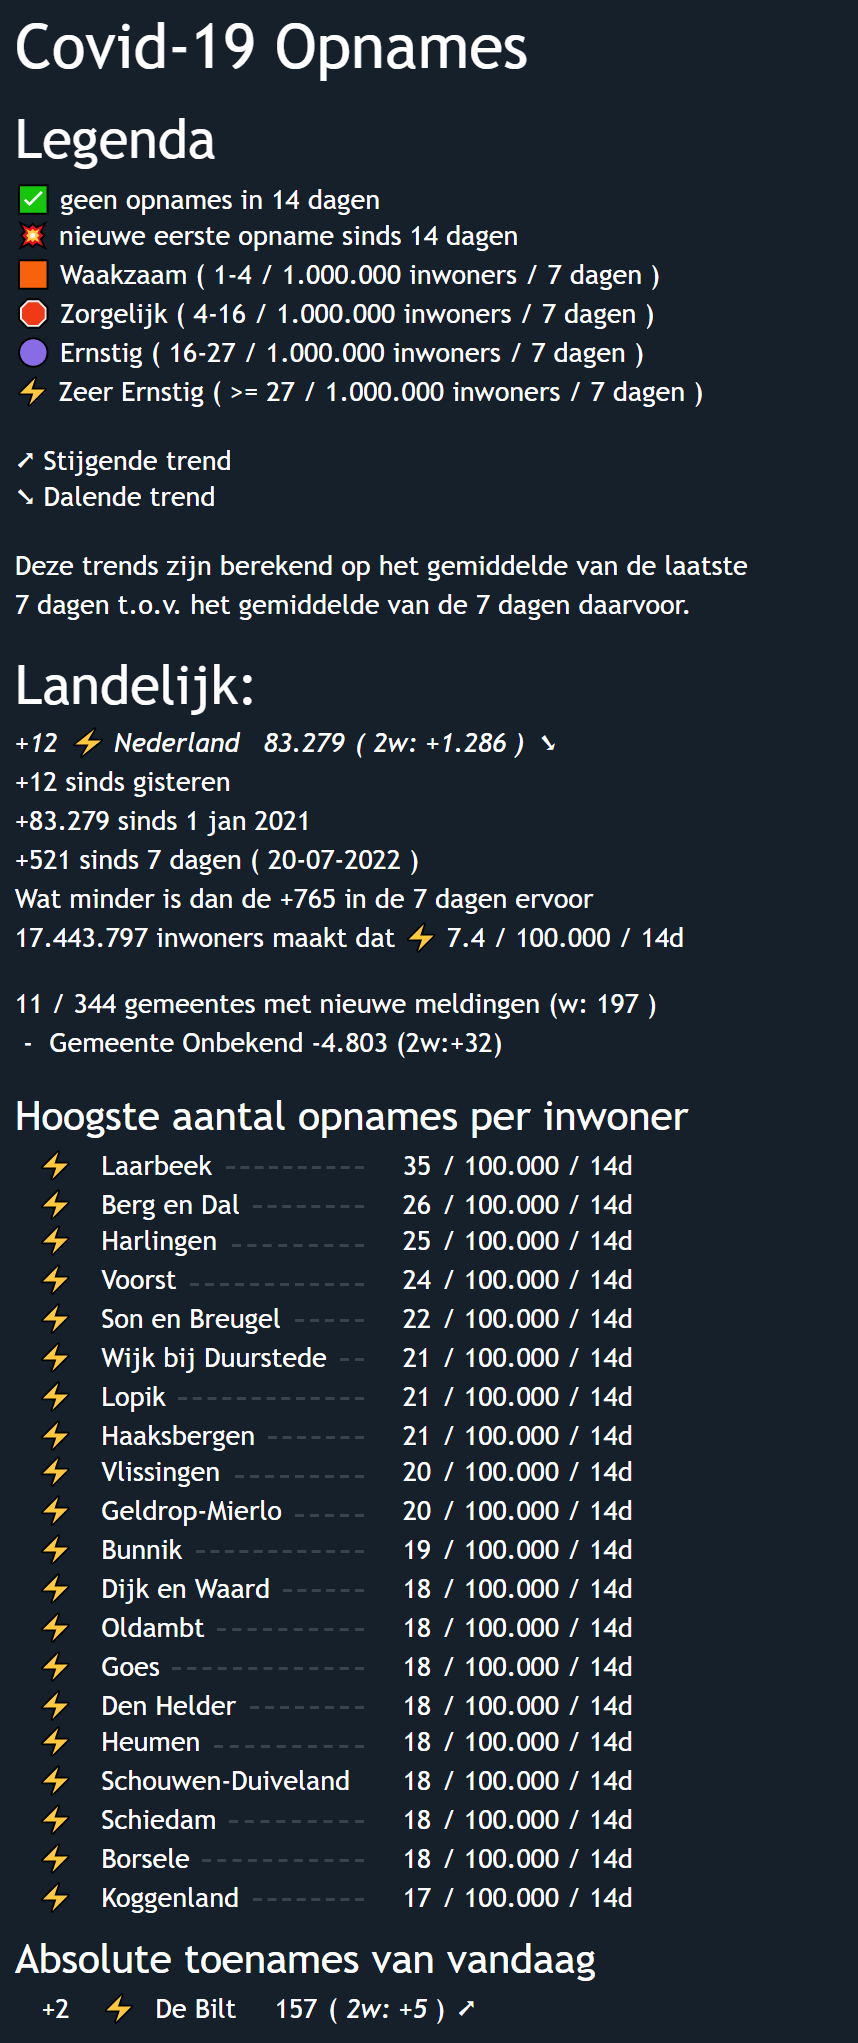 Covid-19 Opnames
Legenda
✅ geen opnames in 14 dagen
💥 nieuwe eerste opname sinds 14 dagen
🟧 Waakzaam ( 1-4 / 1.000.000 inwoners / 7 dagen )
🛑 Zorgelijk ( 4-16 / 1.000.000 inwoners / 7 dagen )
🟣 Ernstig ( 16-27 / 1.000.000 inwoners / 7 dagen )
⚡ Zeer Ernstig ( >= 27 / 1.000.000 inwoners / 7 dagen )
➚ Stijgende trend
➘ Dalende trend
Deze trends zijn berekend op het gemiddelde van de laatste
7 dagen t.o.v. het gemiddelde van de 7 dagen daarvoor.
Landelijk:
+12 ⚡ Nederland 83.279 ( 2w: +1.286 ) ➘
+12 sinds gisteren
+83.279 sinds 1 jan 2021
+521 sinds 7 dagen ( 20-07-2022 )
Wat minder is dan de +765 in de 7 dagen ervoor
17.443.797 inwoners maakt dat ⚡ 7.4 / 100.000 / 14d
11 / 344 gemeentes met nieuwe meldingen (w: 197 )
- Gemeente Onbekend -4.803 (2w:+32)
Hoogste aantal opnames per inwoner
⚡ Laarbeek ---------- 35 / 100.000 / 14d
⚡ Berg en Dal -------- 26 / 100.000 / 14d
⚡ Harlingen --------- 25 / 100.000 / 14d
⚡ Voorst ------------ 24 / 100.000 / 14d
⚡ Son en Breugel ----- 22 / 100.000 / 14d
⚡ Wijk bij Duurstede -- 21 / 100.000 / 14d
⚡ Lopik ------------- 21 / 100.000 / 14d
⚡ Haaksbergen ------- 21 / 100.000 / 14d
⚡ Vlissingen --------- 20 / 100.000 / 14d
⚡ Geldrop-Mierlo ----- 20 / 100.000 / 14d
⚡ Bunnik ------------ 19 / 100.000 / 14d
⚡ Dijk en Waard ------ 18 / 100.000 / 14d
⚡ Oldambt ---------- 18 / 100.000 / 14d
⚡ Goes ------------- 18 / 100.000 / 14d
⚡ Den Helder -------- 18 / 100.000 / 14d
⚡ Heumen ---------- 18 / 100.000 / 14d
⚡ Schouwen-Duiveland 18 / 100.000 / 14d
⚡ Schiedam --------- 18 / 100.000 / 14d
⚡ Borsele ----------- 18 / 100.000 / 14d
⚡ Koggenland -------- 17 / 100.000 / 14d
Absolute toenames van vandaag
+2 ⚡ De Bilt 157 ( 2w: +5 ) ➚